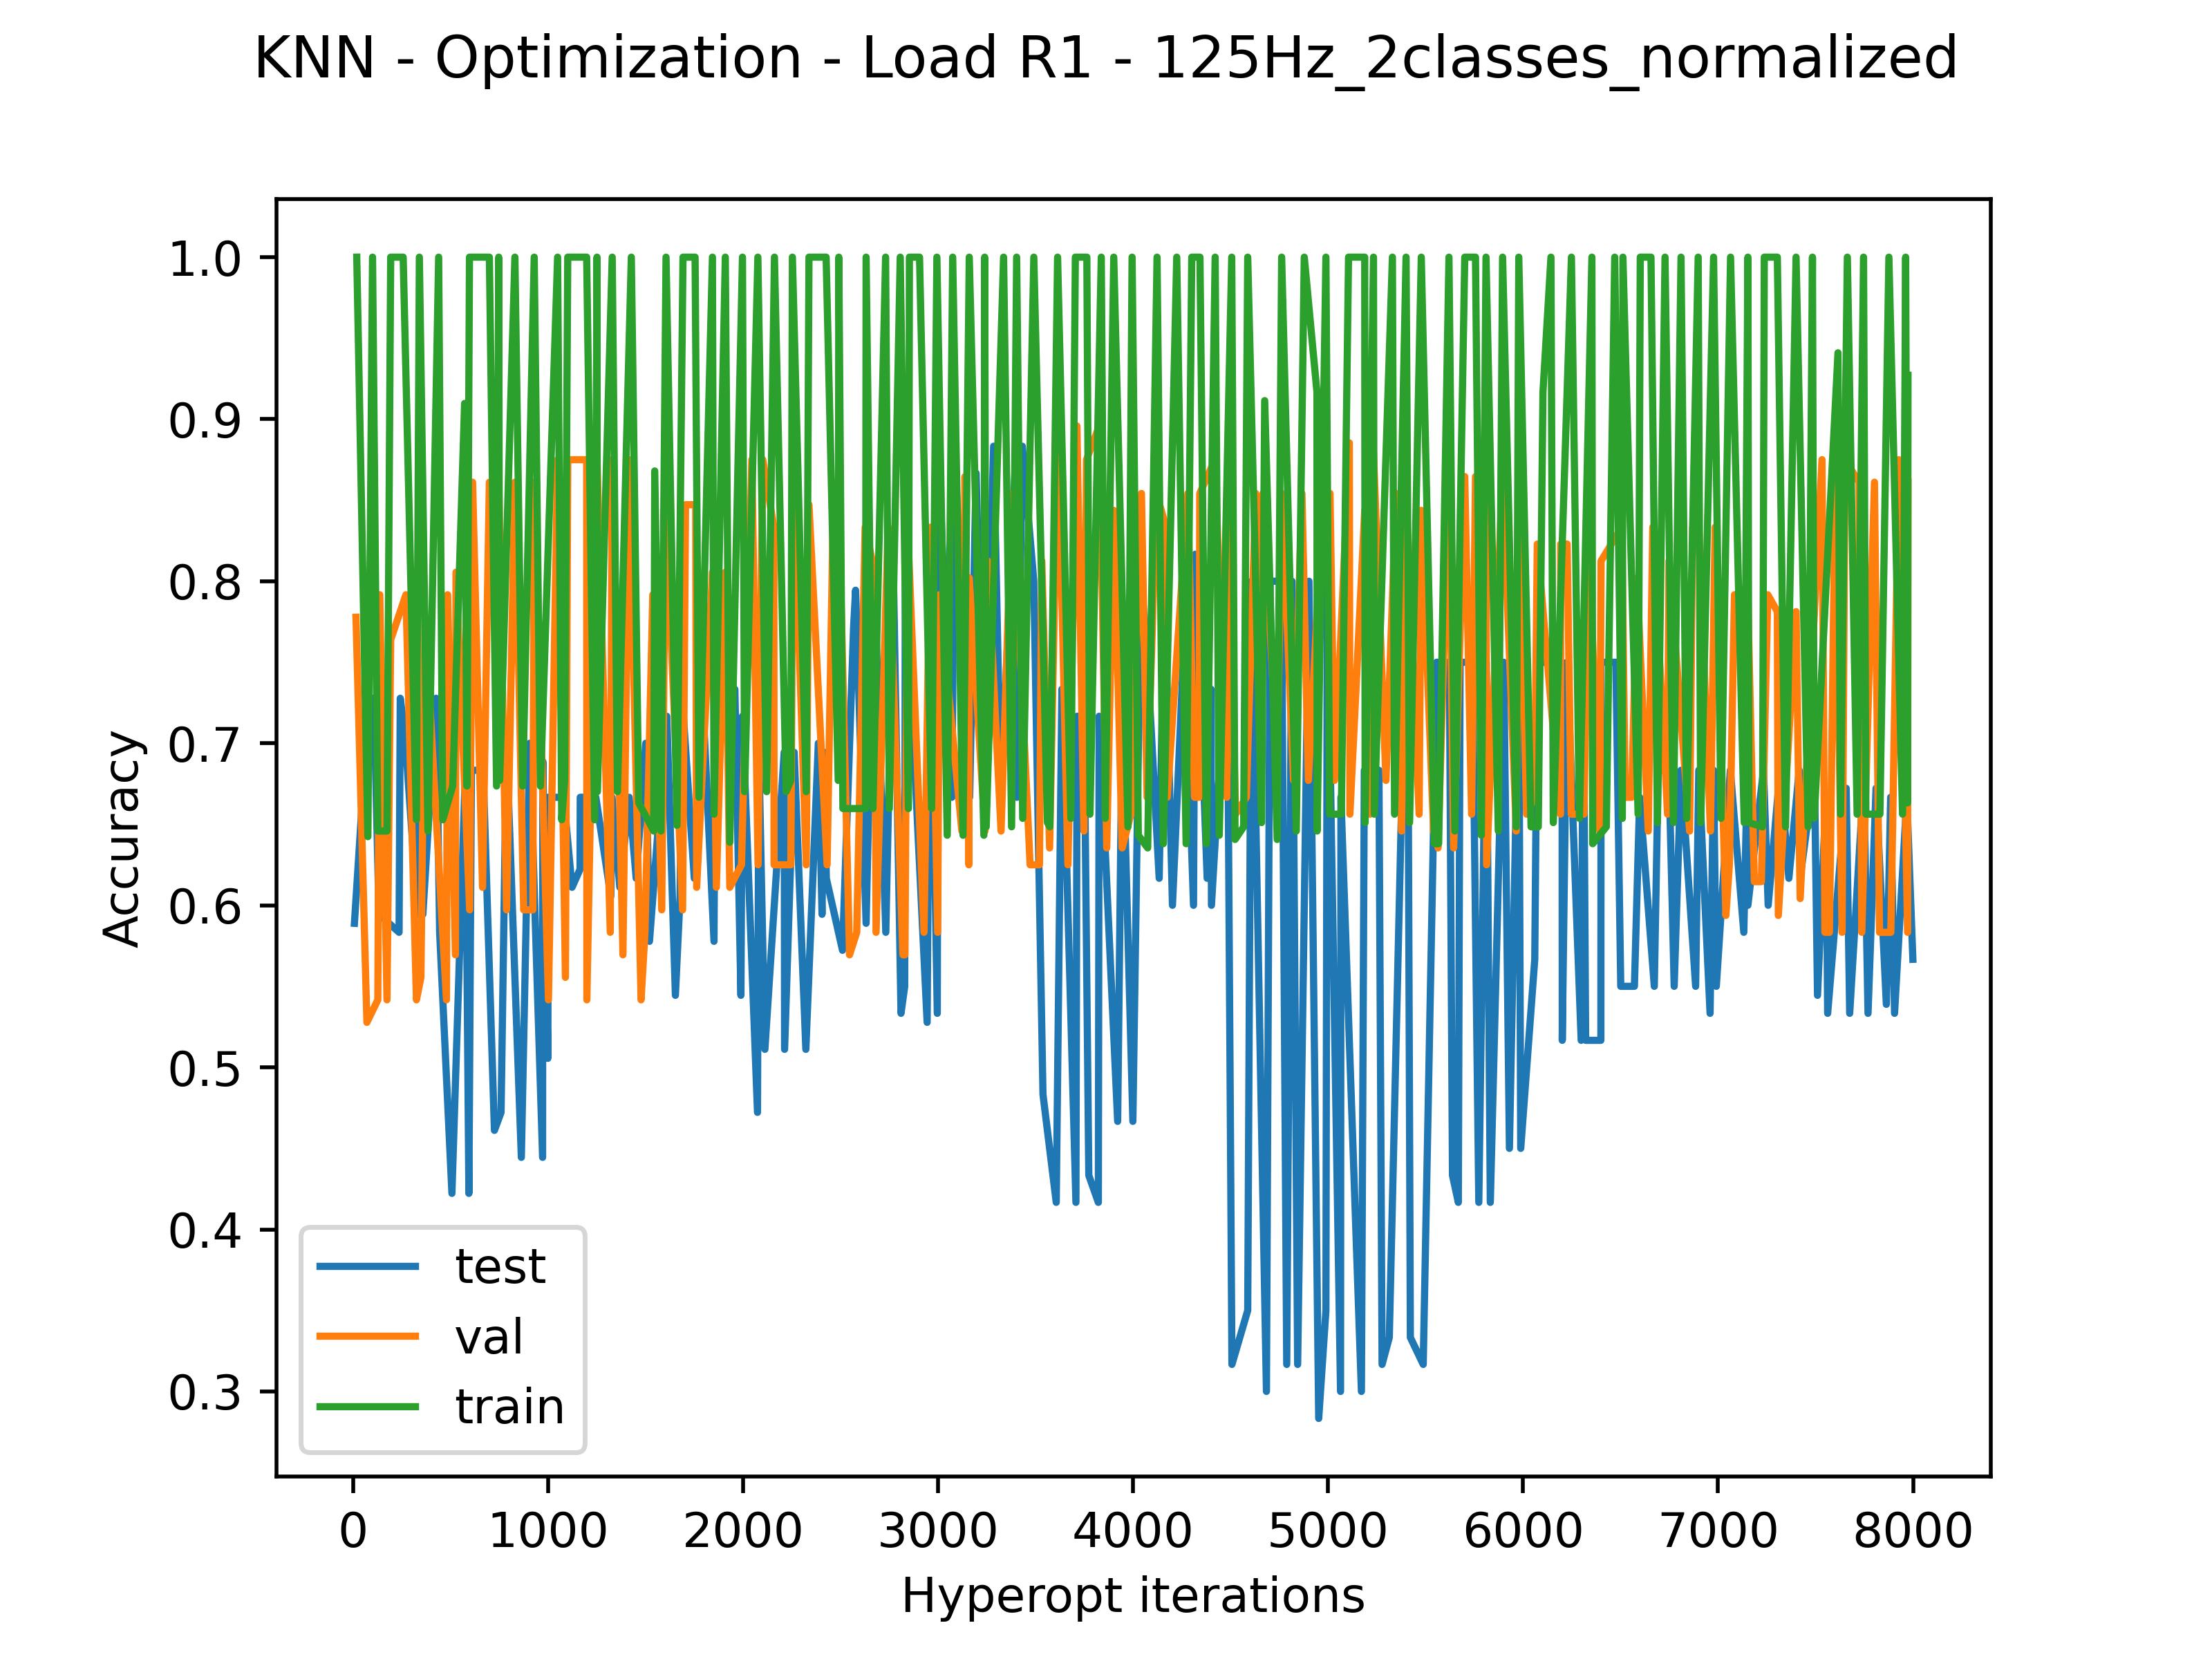 KNN - Optimization - Load R1 - 125Hz_2classes_normalized
1.0
0.9
0.8
0.7
0.6
0.5
0.4
0.3
Accuracy
test
val
train
0 1000 2000 3000 4000 5000 6000 7000 8000
Hyperopt iterations